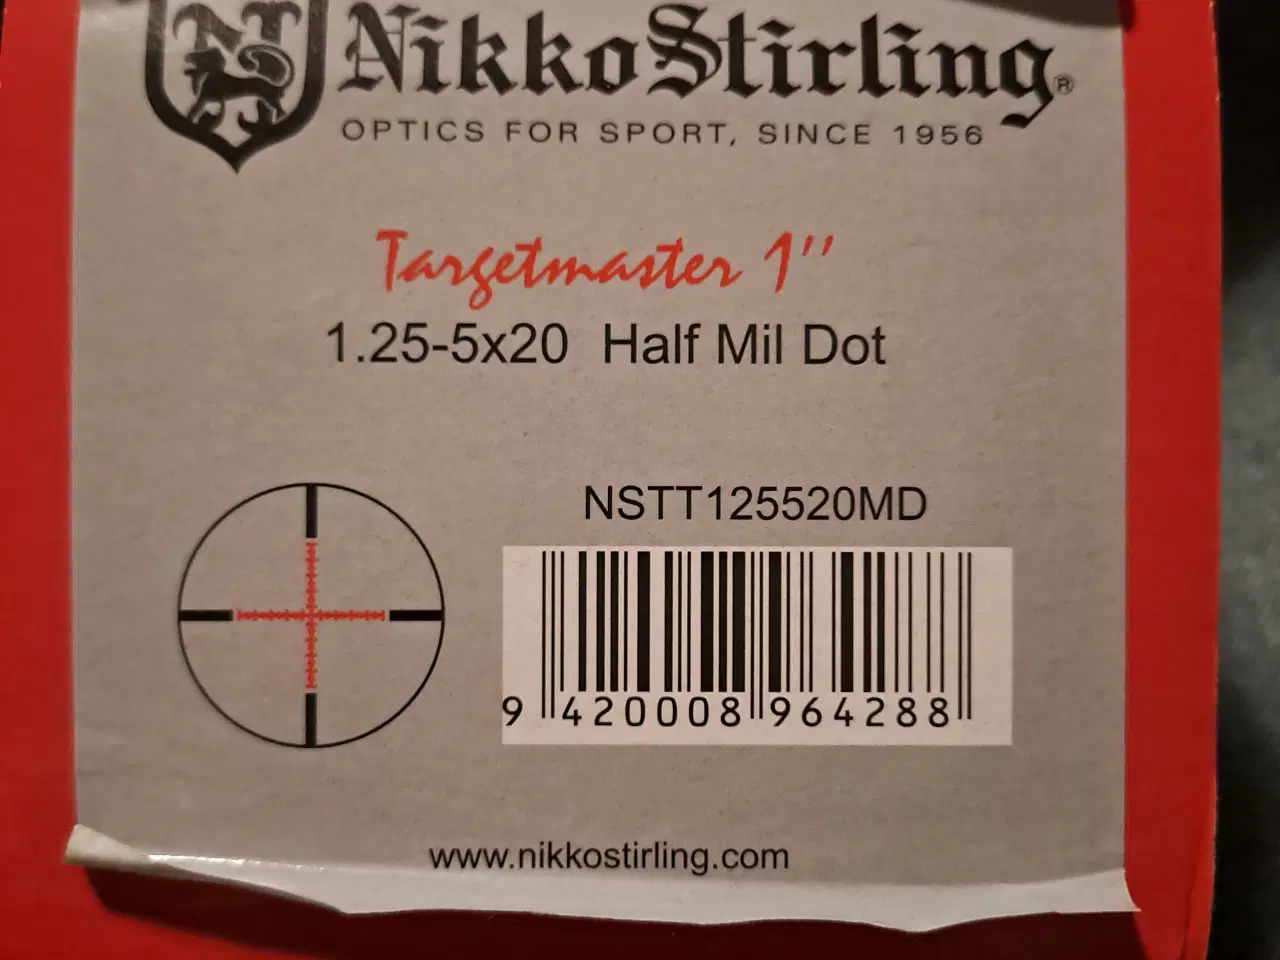 NikkoStirling®
OPTICS FOR SPORT, SINCE 1956
Targetmaster 1"
1.25-5x20 Half Mil Dot
NSTT125520MD
9 420008 964288
www.nikkostirling.com